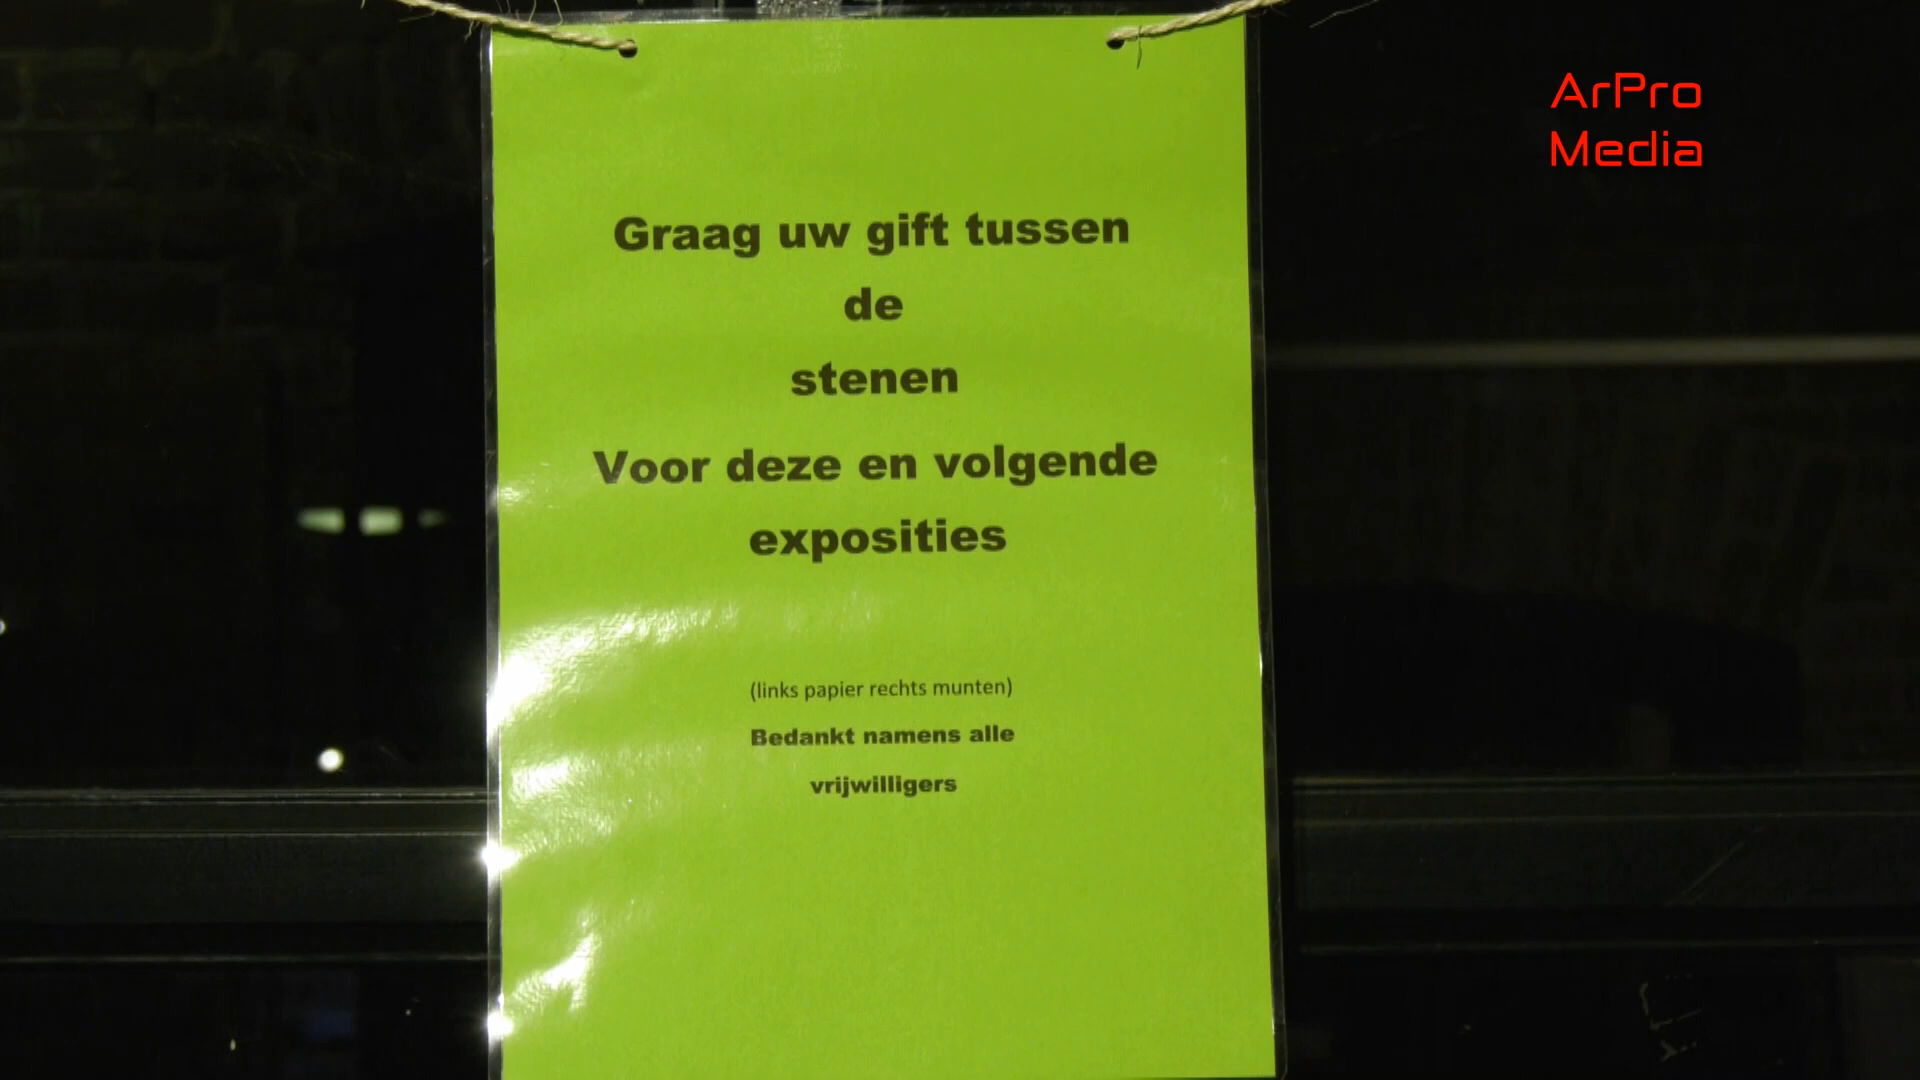 ArPro
Media
Graag uw gift tussen
de
stenen
Voor deze en volgende
exposities
(links papier rechts munten)
Bedankt namens alle
vrijwilligers